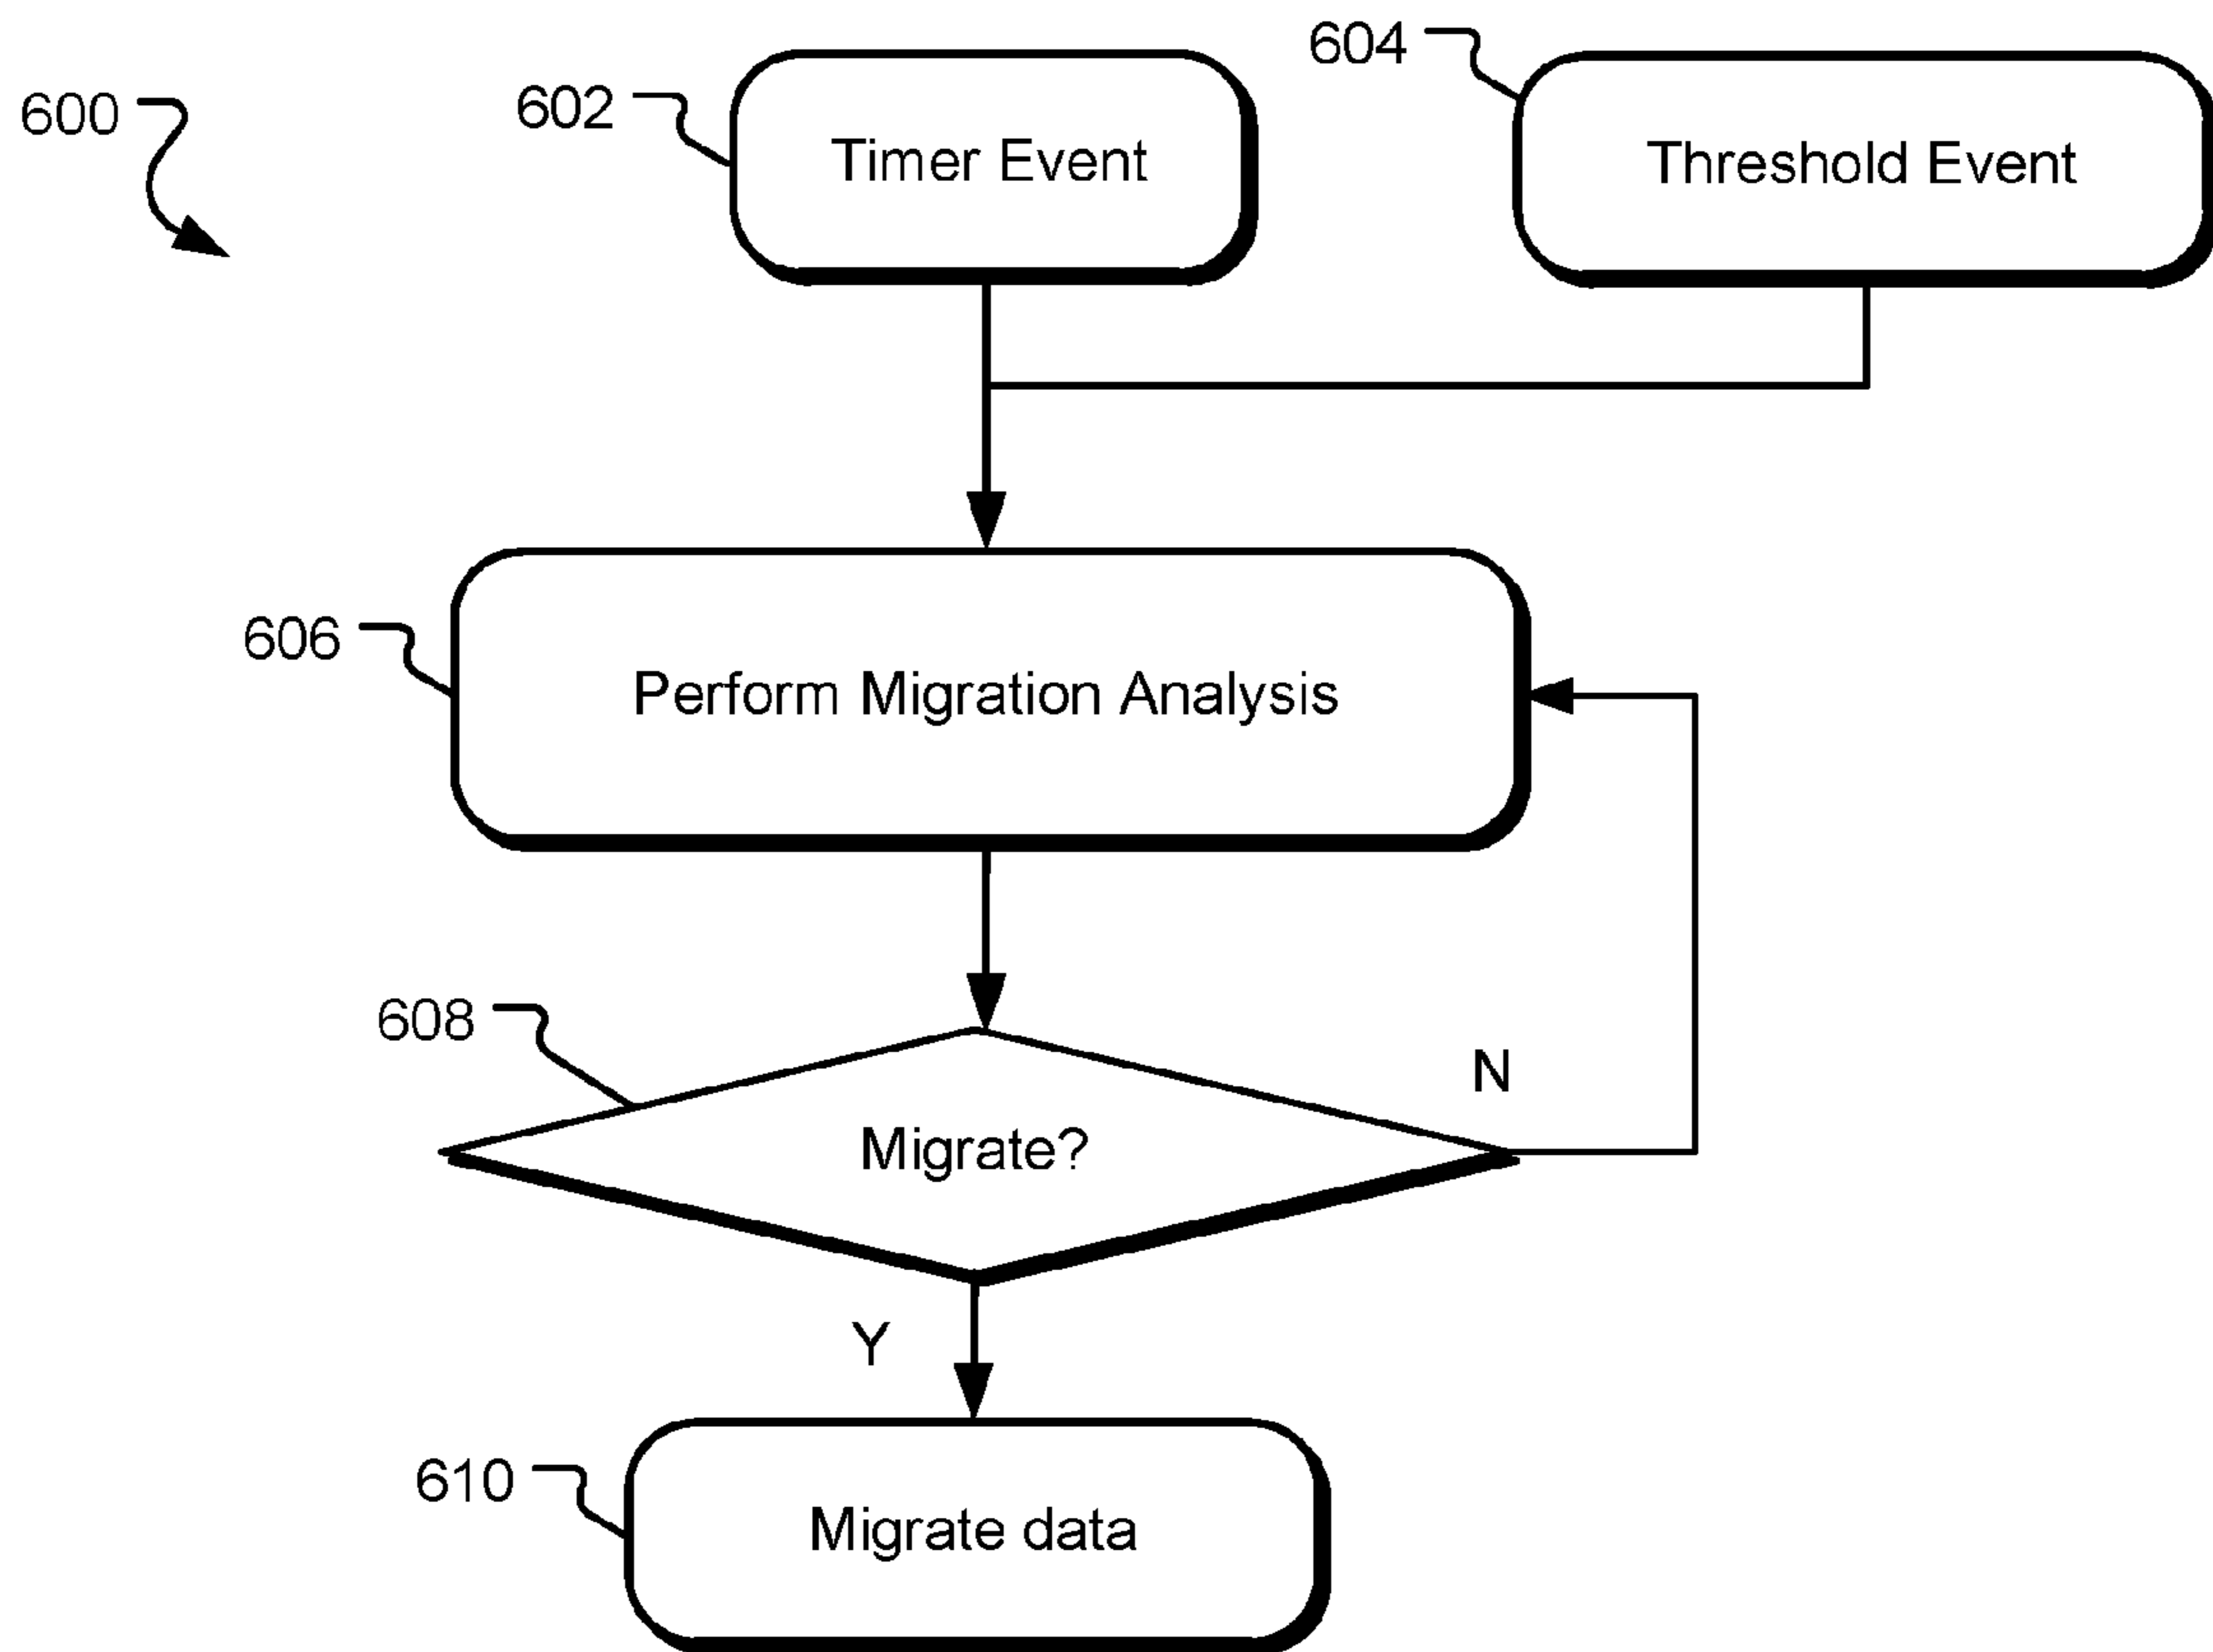 604
600
602
Timer Event
Threshold Event
606
Perform Migration Analysis
608
N
Migrate?
Y
610
Migrate data